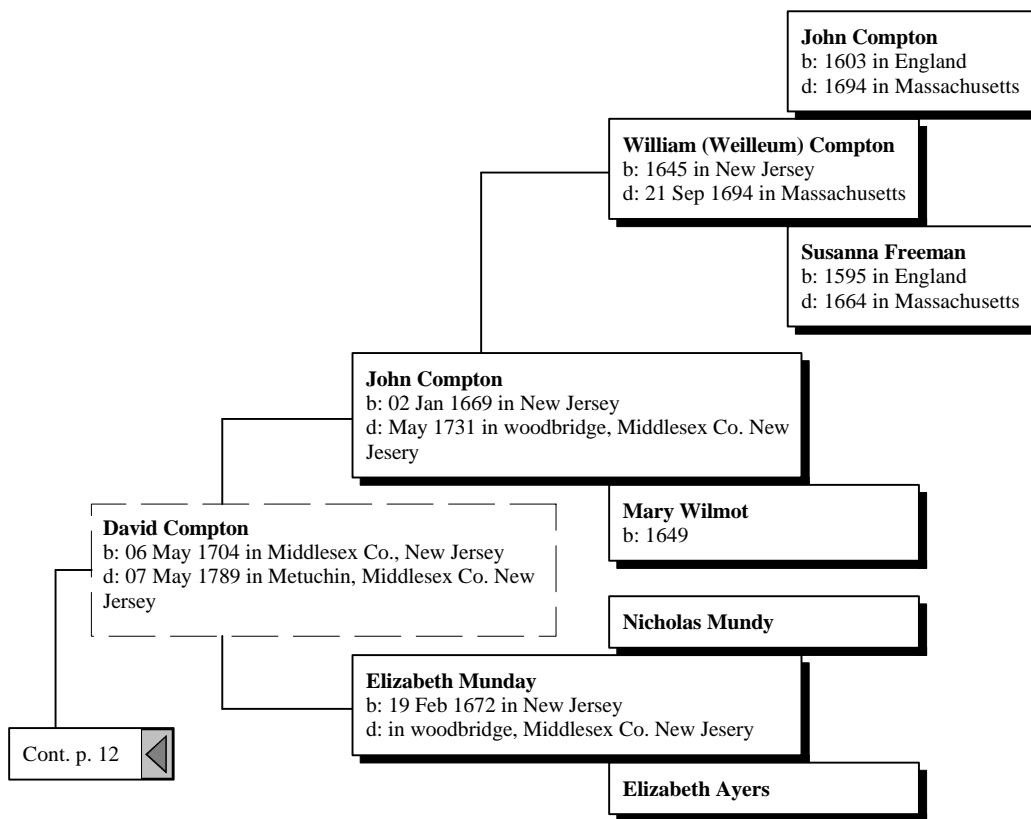 John Compton
b: 1603 in England
d: 1694 in Massachusetts
William (Weilleum) Compton
b: 1645 in New Jersey
d: 21 Sep 1694 in Massachusetts
Susanna Freeman
b: 1595 in England
d: 1664 in Massachusetts
John Compton
b: 02 Jan 1669 in New Jersey
d: May 1731 in woodbridge, Middlesex Co. New
Jesery
Mary Wilmot
b: 1649
David Compton
b: 06 May 1704 in Middlesex Co., New Jersey
d: 07 May 1789 in Metuchin, Middlesex Co. New
Jersey
Nicholas Mundy
Elizabeth Munday
b: 19 Feb 1672 in New Jersey
d: in woodbridge, Middlesex Co. New Jesery
Cont. p. 12
Elizabeth Ayers